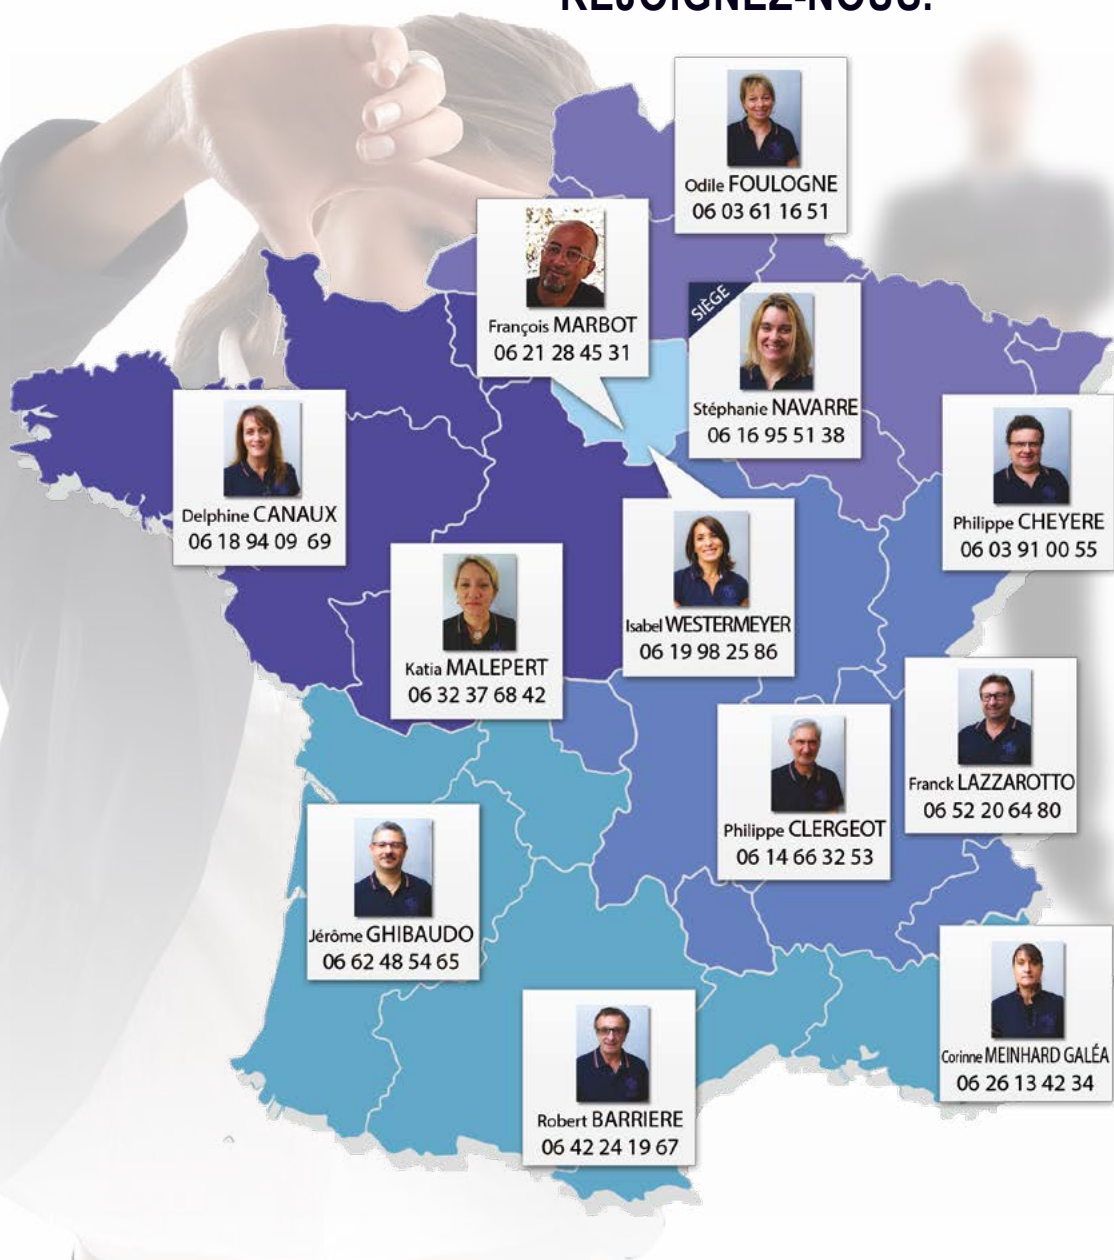 REJOIGNEZ-NOUS.
Odile FOULOGNE
06 03 61 16 51
François MARBOT
06 21 28 45 31
SIÈGE
Stéphanie NAVARRE
06 16 95 51 38
Delphine CANAUX
06 18 94 09 69
Philippe CHEYERE
06 03 91 00 55
Katia MALEPERT
06 32 37 68 42
Isabel WESTERMEYER
06 19 98 25 86
Franck LAZZAROTTO
06 52 20 64 80
Philippe CLERGEOT
06 14 66 32 53
Jérôme GHIBAUDO
06 62 48 54 65
Corinne MEINHARD GALÉA
06 26 13 42 34
Robert BARRIERE
06 42 24 19 67